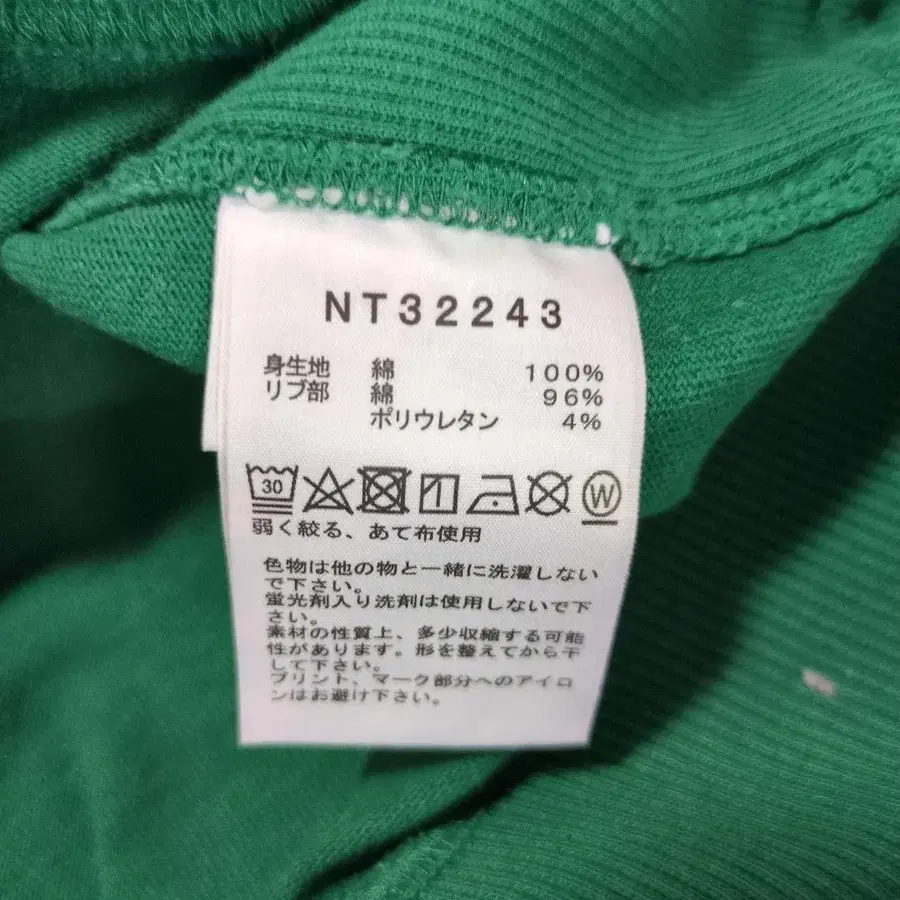 NT32243
身生地 綿 100%
リブ部 綿 96%
ポリウレタン 4%
30 W
弱く絞る、あて布使用
色物は他の物と一緒に洗濯しない
で下さい。
蛍光剤入り洗剤は使用しないで下
さい。
素材の性質上、多少収縮する可能
性があります。形を整えてから干
して下さい。
プリント、マーク部分へのアイロ
ンはお避け下さい。